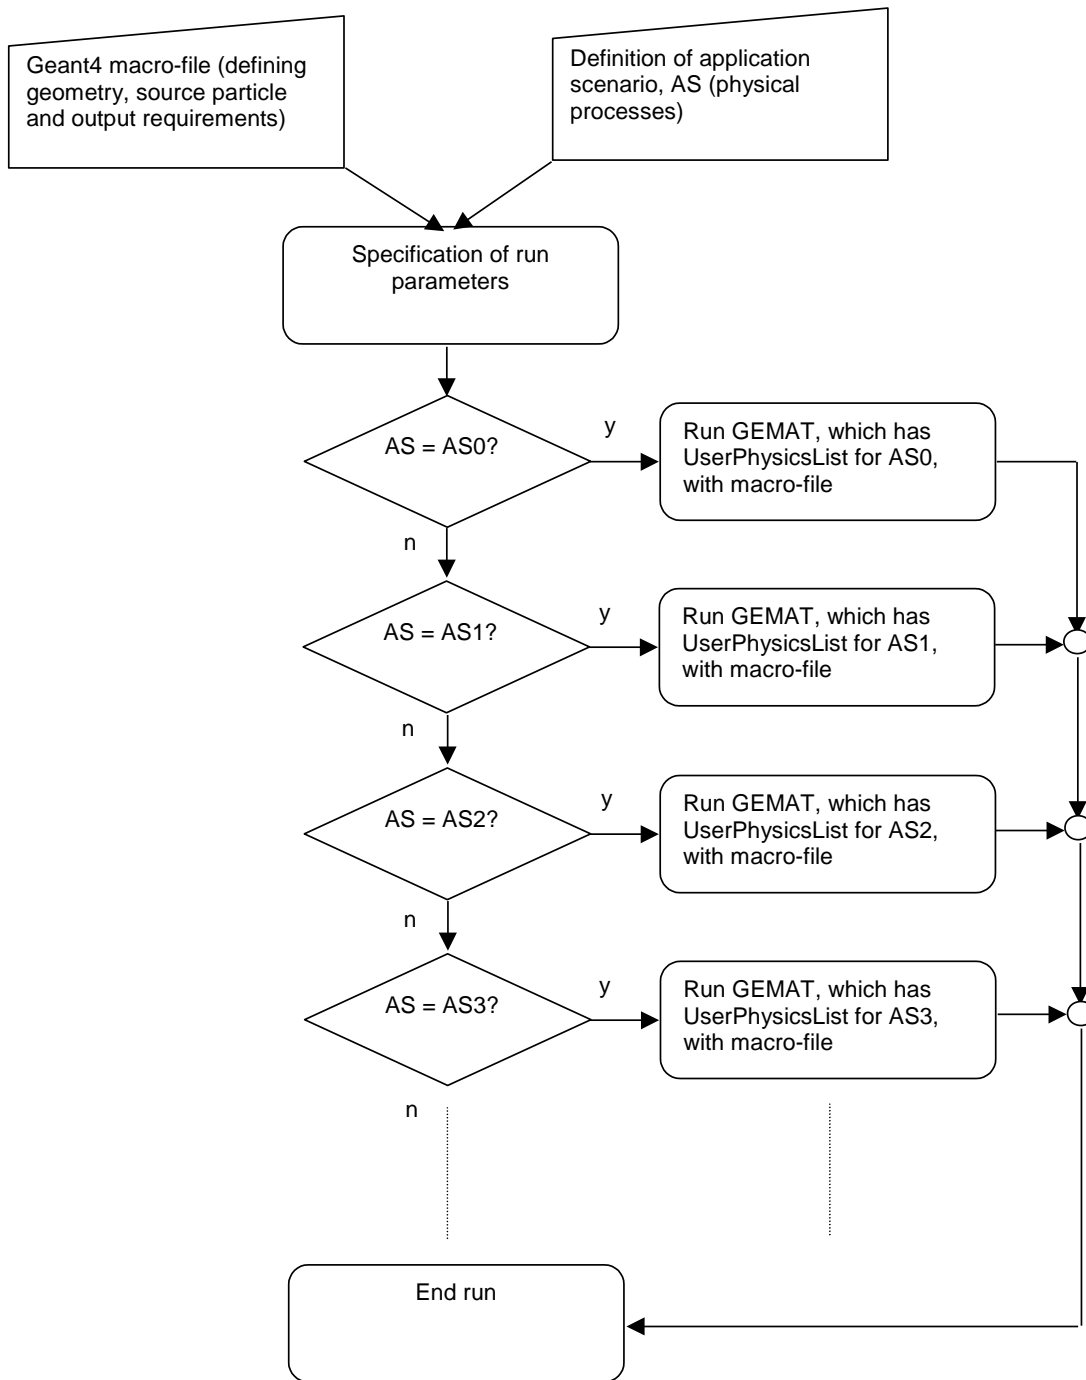 Geant4 macro-file (defining
geometry, source particle
and output requirements)
Definition of application
scenario, AS (physical
processes)
Specification of run
parameters
AS = AS0?
y
Run GEMAT, which has
UserPhysicsList for AS0,
with macro-file
n
AS = AS1?
y
Run GEMAT, which has
UserPhysicsList for AS1,
with macro-file
n
AS = AS2?
y
Run GEMAT, which has
UserPhysicsList for AS2,
with macro-file
n
AS = AS3?
y
Run GEMAT, which has
UserPhysicsList for AS3,
with macro-file
n
End run